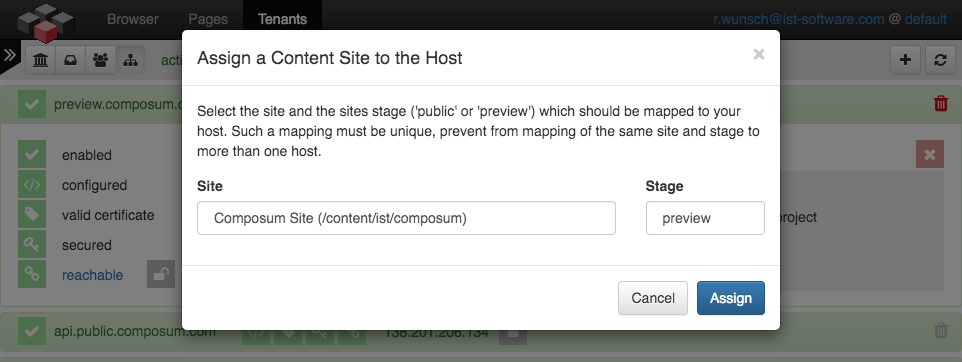 Browser Pages Tenants r.wunsch@ist-software.com @ default
Assign a Content Site to the Host ×
Select the site and the sites stage ('public' or 'preview') which should be mapped to your
host. Such a mapping must be unique, prevent from mapping of the same site and stage to
more than one host.
Site Stage
Composum Site (/content/ist/composum) preview
Cancel Assign
preview.composum.c
enabled
configured
valid certificate
secured
reachable
api.public.composum.com 138.201.206.134